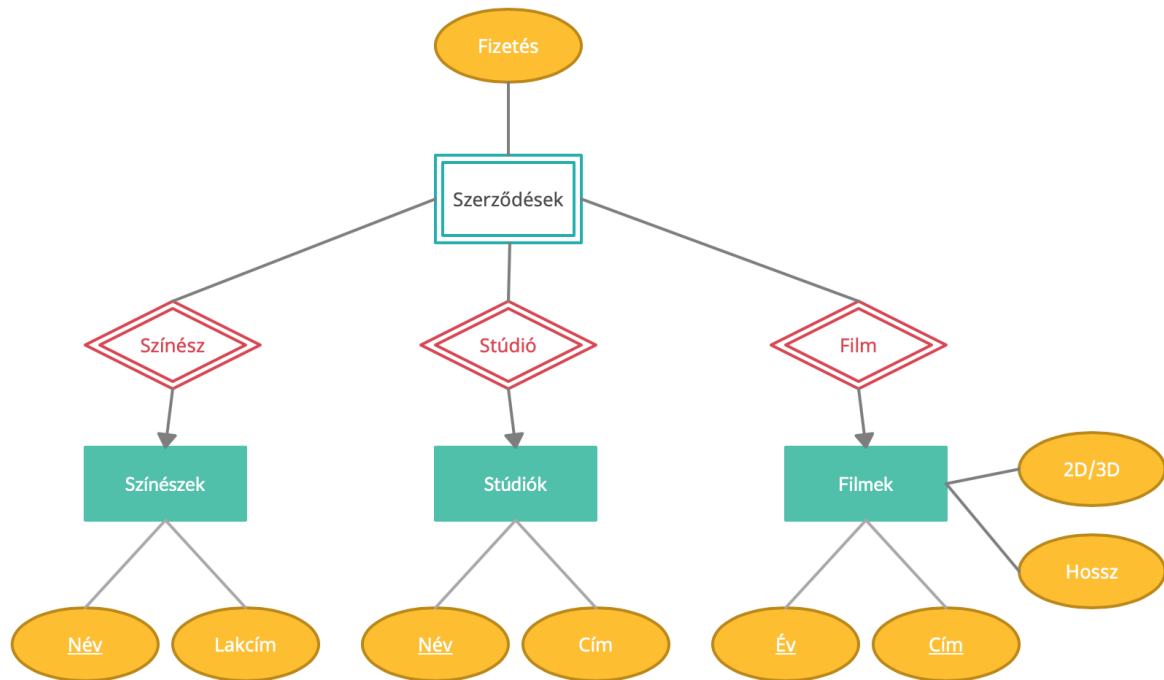 Fizetés
Szerződések
Színész
Stúdió
Film
Színészek
Stúdiók
Filmek
2D/3D
Hossz
Név
Lakcím
Név
Cím
Év
Cím